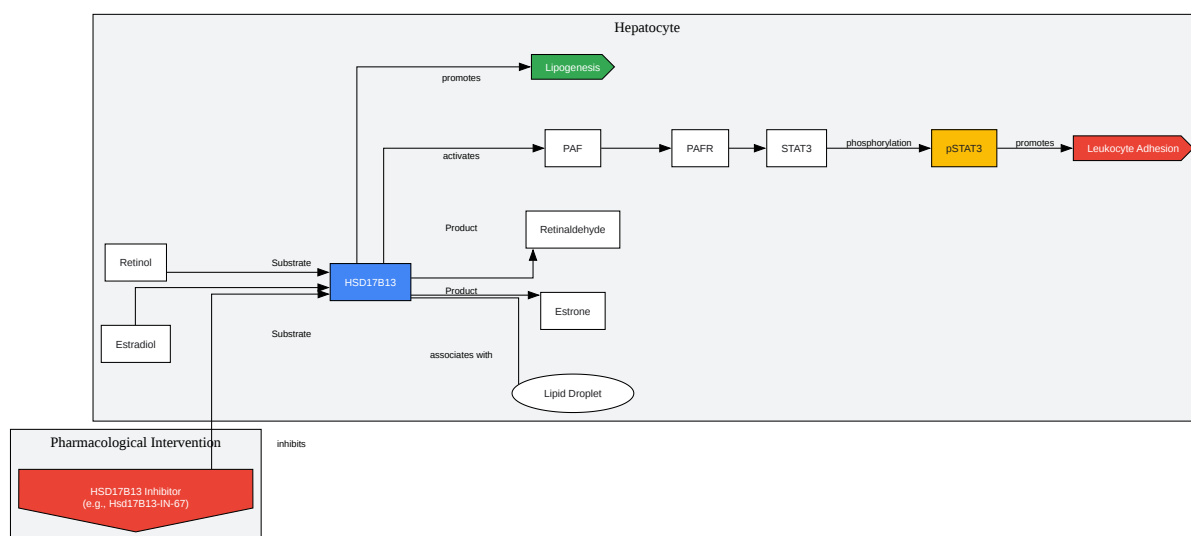 Hepatocyte
Lipogenesis
promotes
PAF
PAFR
STAT3
phosphorylation
pSTAT3
promotes
Leukocyte Adhesion
activates
Retinaldehyde
Product
Retinol
Substrate
HSD17B13
Product
Estrone
Estradiol
Substrate
associates with
Lipid Droplet
Pharmacological Intervention
inhibits
HSD17B13 Inhibitor
(e.g., Hsd17B13-IN-67)